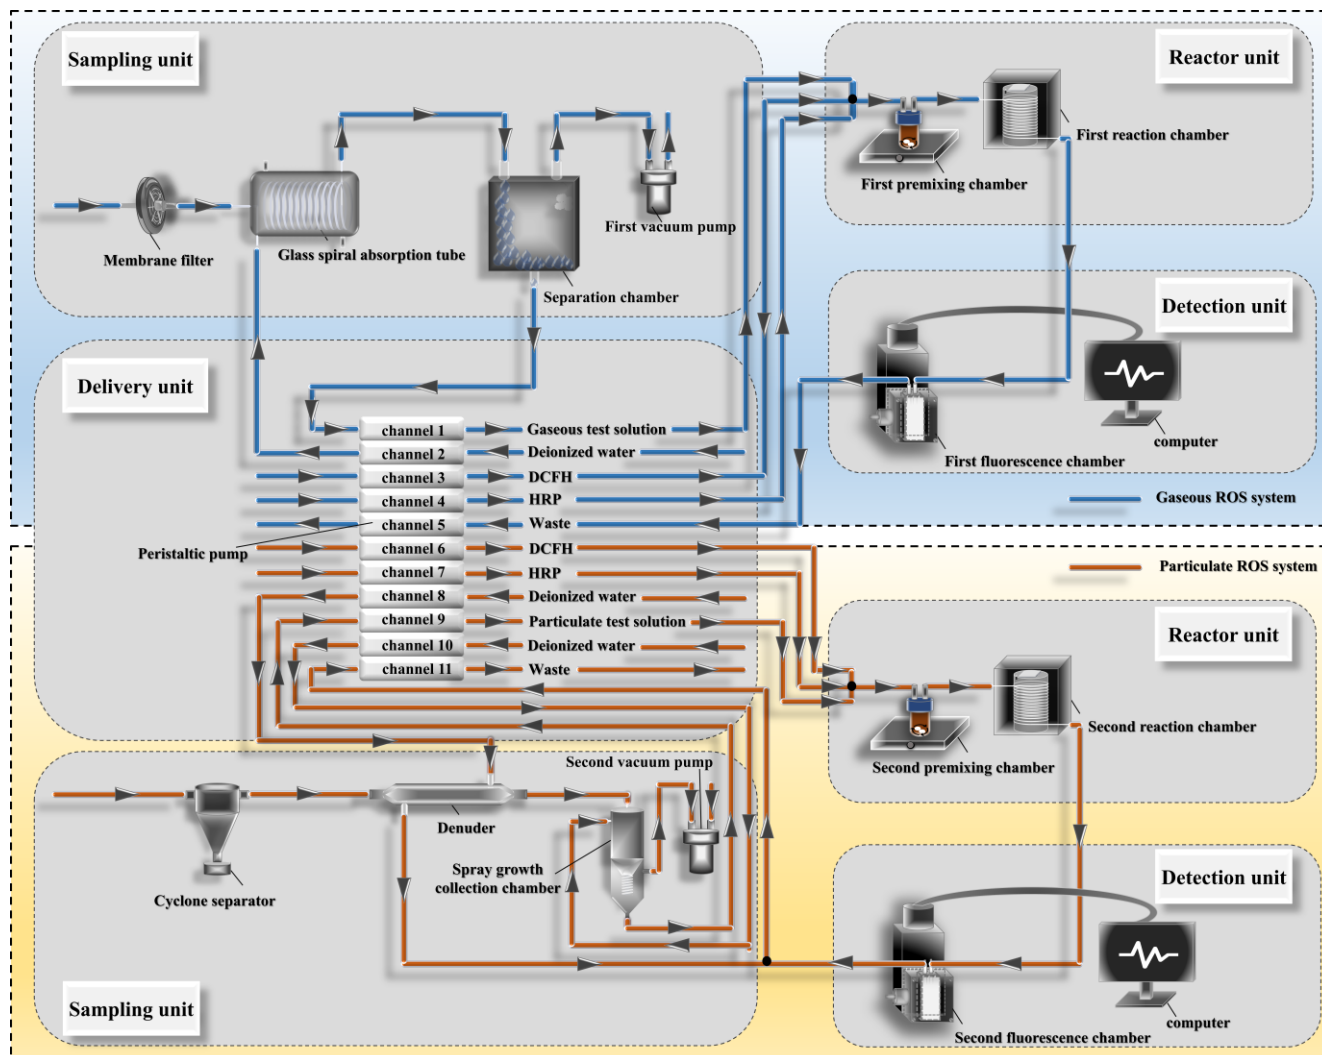 Sampling unit
Reactor unit
First reaction chamber
First premixing chamber
First vacuum pump
Membrane filter
Glass spiral absorption tube
Separation chamber
Detection unit
Delivery unit
computer
First fluorescence chamber
Gaseous ROS system
channel 1 Gaseous test solution
channel 2 Deionized water
channel 3 DCFH
channel 4 HRP
channel 5 Waste
Peristaltic pump
channel 6 DCFH
channel 7 HRP
channel 8 Deionized water
channel 9 Particulate test solution
channel 10 Deionized water
channel 11 Waste
Particulate ROS system
Reactor unit
Second reaction chamber
Second premixing chamber
Second vacuum pump
Denuder
Spray growth
collection chamber
Cyclone separator
Detection unit
Sampling unit
computer
Second fluorescence chamber